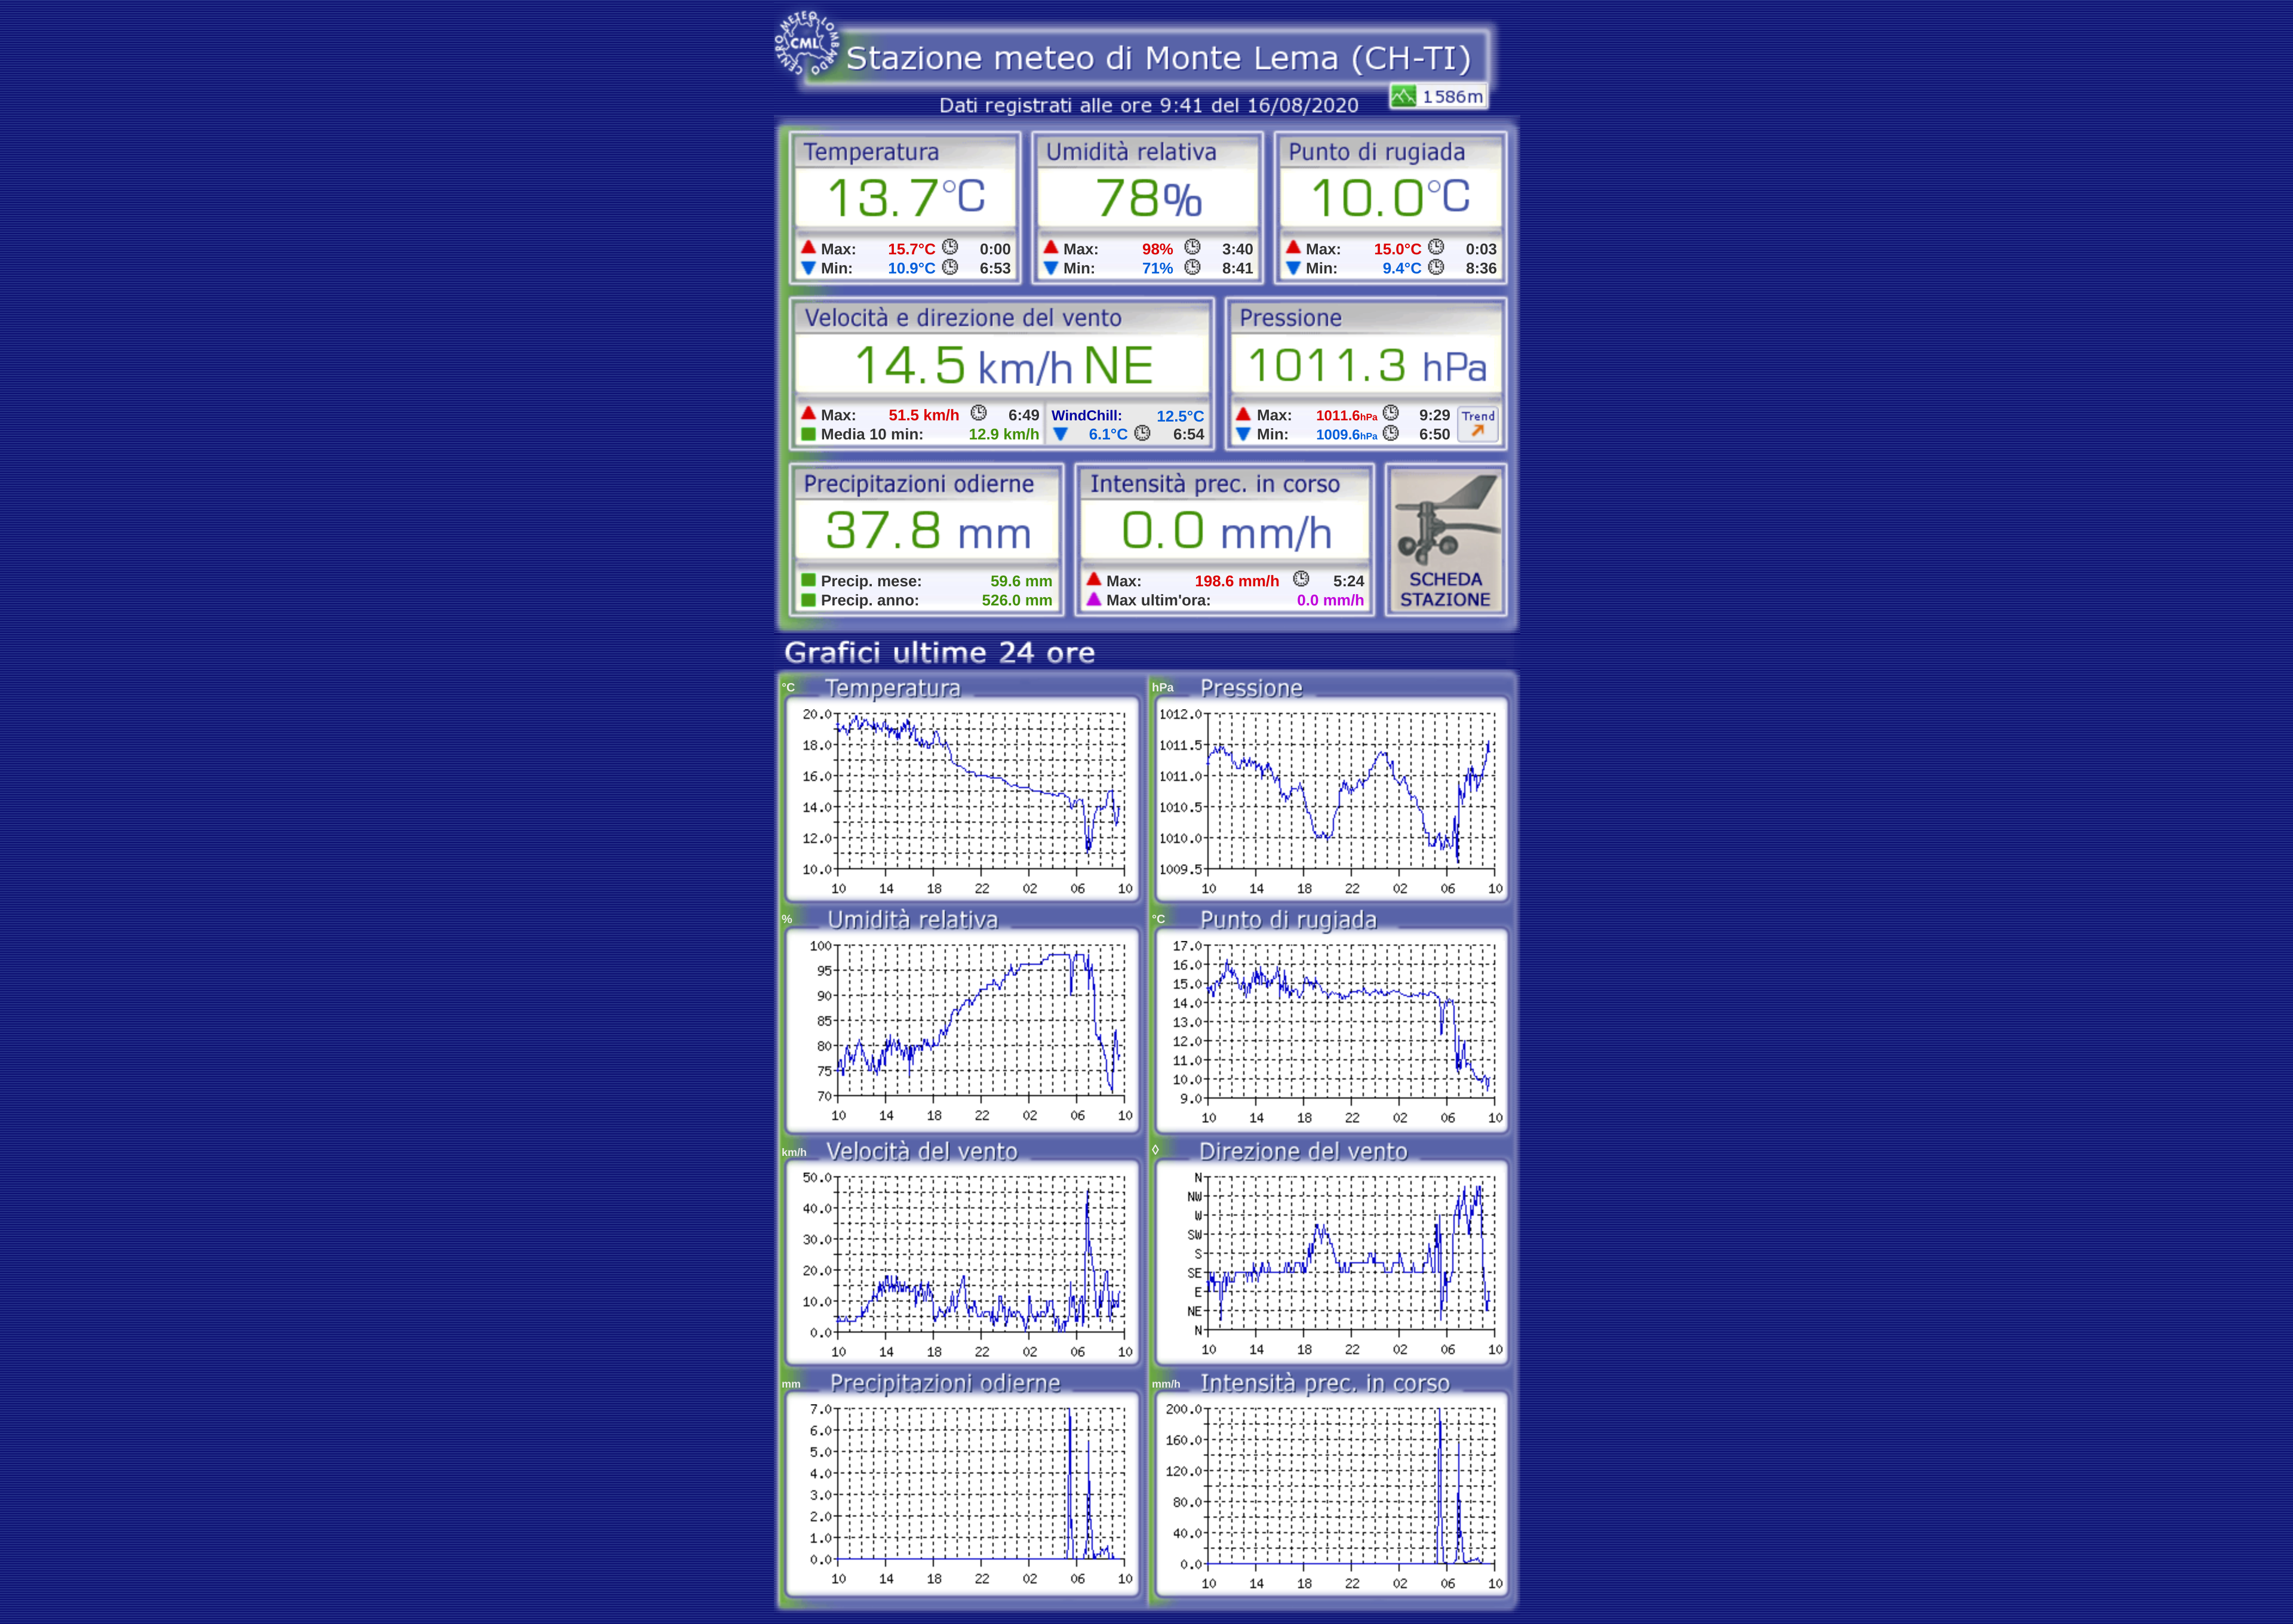 CENTRO METEO LOMBARDO
CML
Stazione meteo di Monte Lema (CH-TI)
1586m
Dati registrati alle ore 9:41 del 16/08/2020
Temperatura
13.7°C
Max: 15.7°C 0:00
Min: 10.9°C 6:53
Umidità relativa
78%
Max: 98% 3:40
Min: 71% 8:41
Punto di rugiada
10.0°C
Max: 15.0°C 0:03
Min: 9.4°C 8:36
Velocità e direzione del vento
14.5 km/h NE
Max: 51.5 km/h 6:49
Media 10 min: 12.9 km/h
WindChill: 12.5°C
6.1°C 6:54
Pressione
1011.3 hPa
Max: 1011.6hPa 9:29
Min: 1009.6hPa 6:50
Trend
Precipitazioni odierne
37.8 mm
Precip. mese: 59.6 mm
Precip. anno: 526.0 mm
Intensità prec. in corso
0.0 mm/h
Max: 198.6 mm/h 5:24
Max ultim'ora: 0.0 mm/h
SCHEDA
STAZIONE
Grafici ultime 24 ore
°C Temperatura
20.0
18.0
16.0
14.0
12.0
10.0
10 14 18 22 02 06 10
hPa Pressione
1012.0
1011.5
1011.0
1010.5
1010.0
1009.5
10 14 18 22 02 06 10
% Umidità relativa
100
95
90
85
80
75
70
10 14 18 22 02 06 10
°C Punto di rugiada
17.0
16.0
15.0
14.0
13.0
12.0
11.0
10.0
9.0
10 14 18 22 02 06 10
km/h Velocità del vento
50.0
40.0
30.0
20.0
10.0
0.0
10 14 18 22 02 06 10
◊ Direzione del vento
N
NW
W
SW
S
SE
E
NE
N
10 14 18 22 02 06 10
mm Precipitazioni odierne
7.0
6.0
5.0
4.0
3.0
2.0
1.0
0.0
10 14 18 22 02 06 10
mm/h Intensità prec. in corso
200.0
160.0
120.0
80.0
40.0
0.0
10 14 18 22 02 06 10